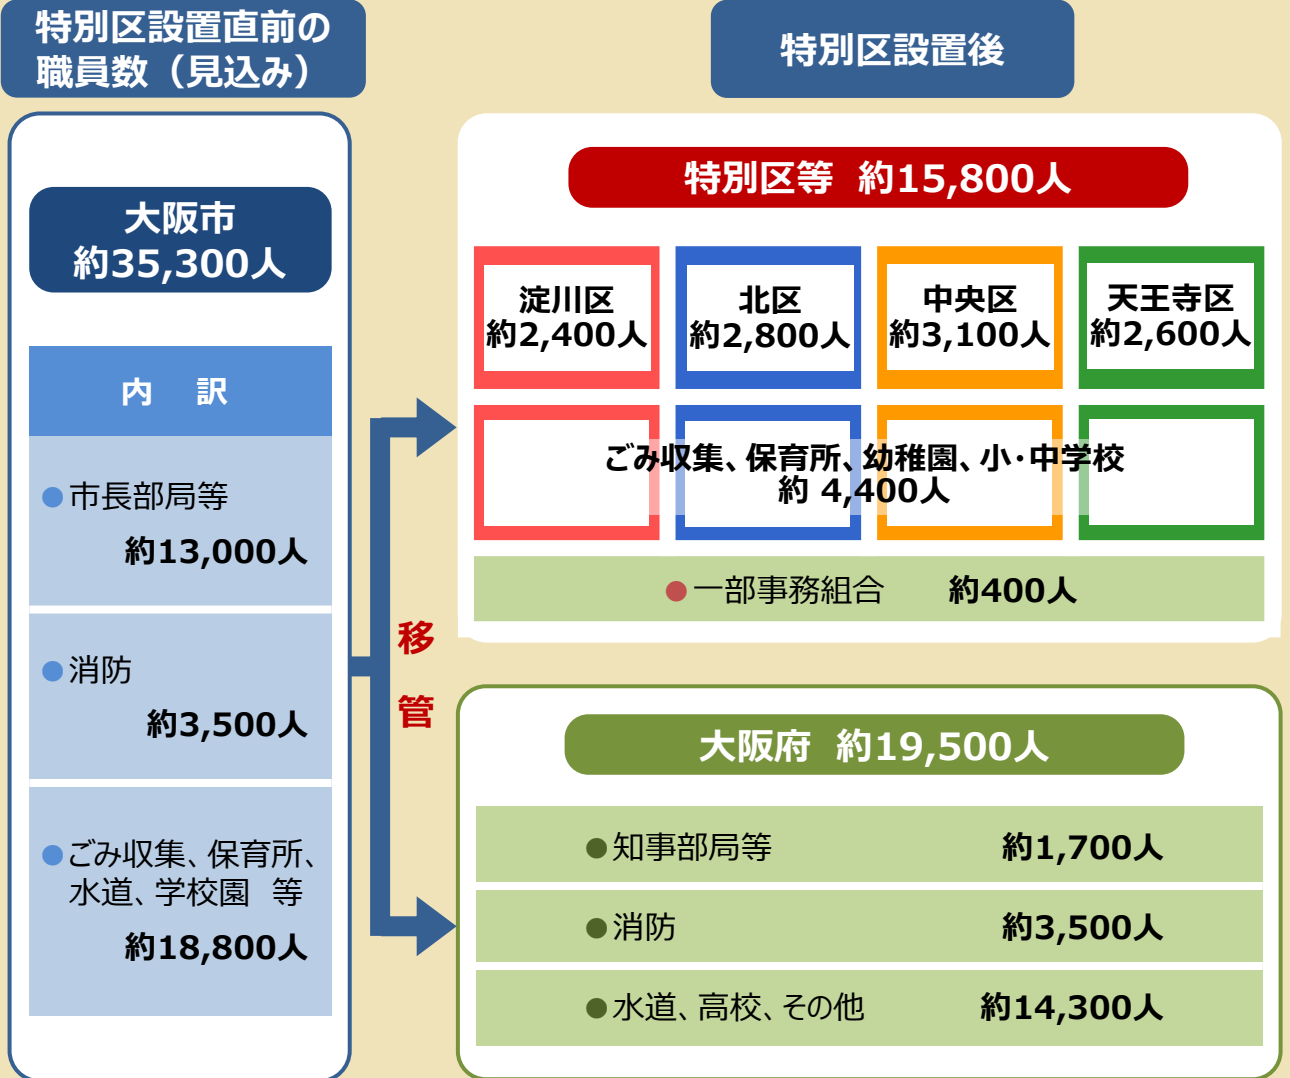 特別区設置直前の
職員数（見込み）
大阪市
約35,300人
内　訳
●市長部局等
約13,000人
●消防
約3,500人
●ごみ収集、保育所、
水道、学校園　等
約18,800人
移
管
特別区設置後
特別区等　約15,800人
淀川区
約2,400人
北区
約2,800人
中央区
約3,100人
天王寺区
約2,600人
ごみ収集、保育所、幼稚園、小・中学校
約 4,400人
●一部事務組合　約400人
大阪府　約19,500人
●知事部局等　約1,700人
●消防　約3,500人
●水道、高校、その他　約14,300人